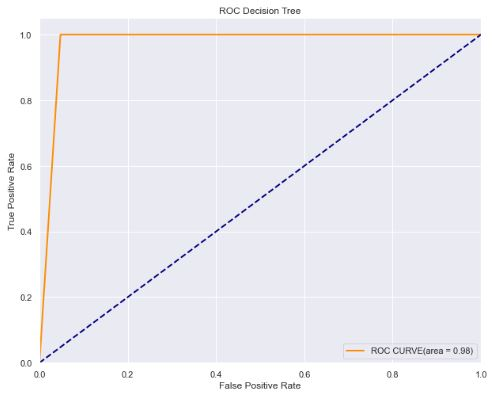 ROC Decision Tree
1.0
0.8
0.6
0.4
0.2
0.0
True Positive Rate
ROC CURVE(area = 0.98)
0.0 0.2 0.4 0.6 0.8 1.0
False Positive Rate